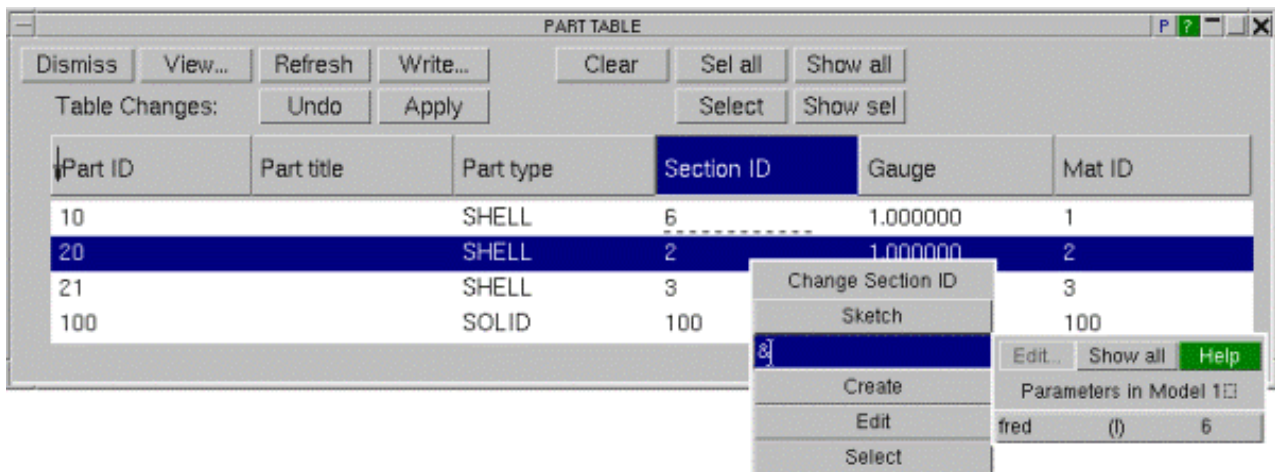 PART TABLE P ?
Dismiss View... Refresh Write... Clear Sel all Show all
Table Changes: Undo Apply Select Show sel
Part ID Part title Part type Section ID Gauge Mat ID
10 SHELL 6 1.000000 1
20 SHELL 2 1.000000 2
21 SHELL 3 3
100 SOLID 100 100
Change Section ID
Sketch
&
Create
Edit
Select
Edit... Show all Help
Parameters in Model 1
fred (I) 6